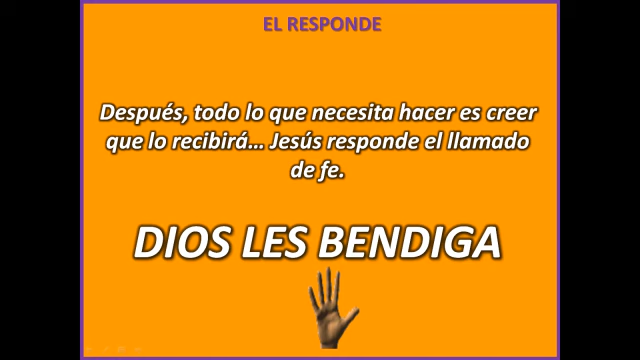 EL RESPONDE
Después, todo lo que necesita hacer es creer
que lo recibirá... Jesús responde el llamado
de fe.
DIOS LES BENDIGA